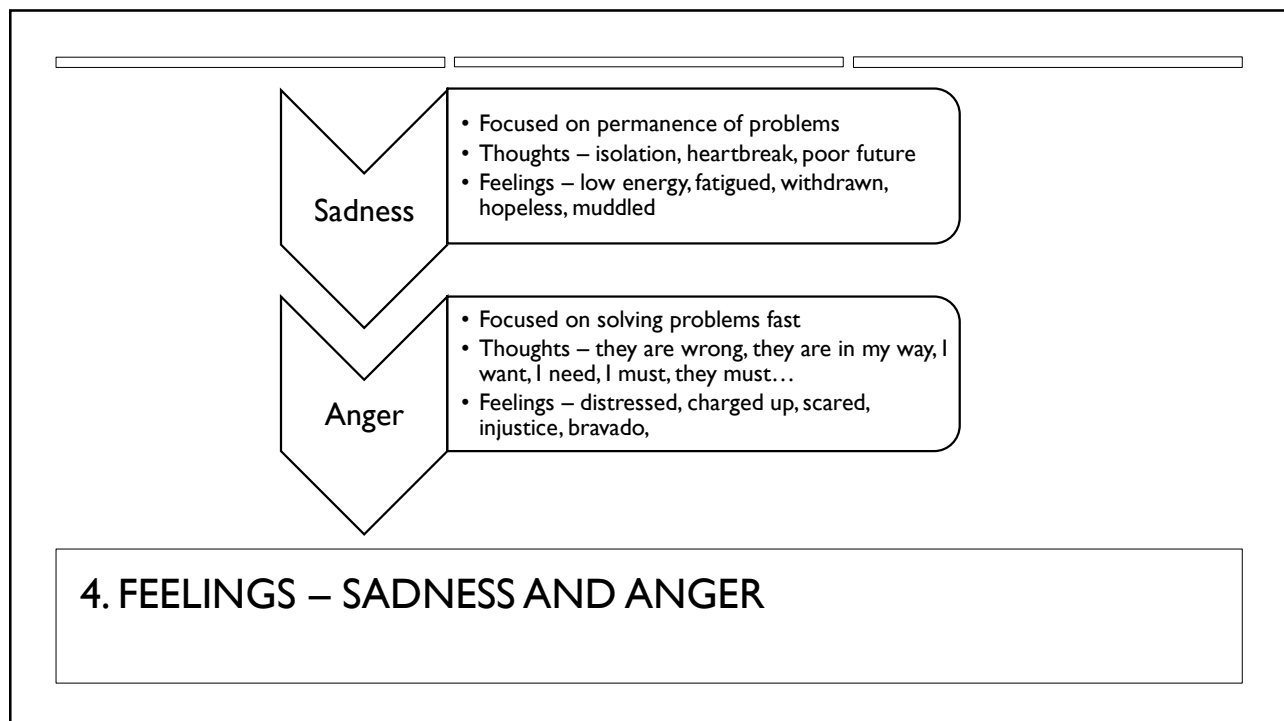 Sadness
• Focused on permanence of problems
• Thoughts – isolation, heartbreak, poor future
• Feelings – low energy, fatigued, withdrawn,
hopeless, muddled
Anger
• Focused on solving problems fast
• Thoughts – they are wrong, they are in my way, I
want, I need, I must, they must…
• Feelings – distressed, charged up, scared,
injustice, bravado,
4. FEELINGS – SADNESS AND ANGER